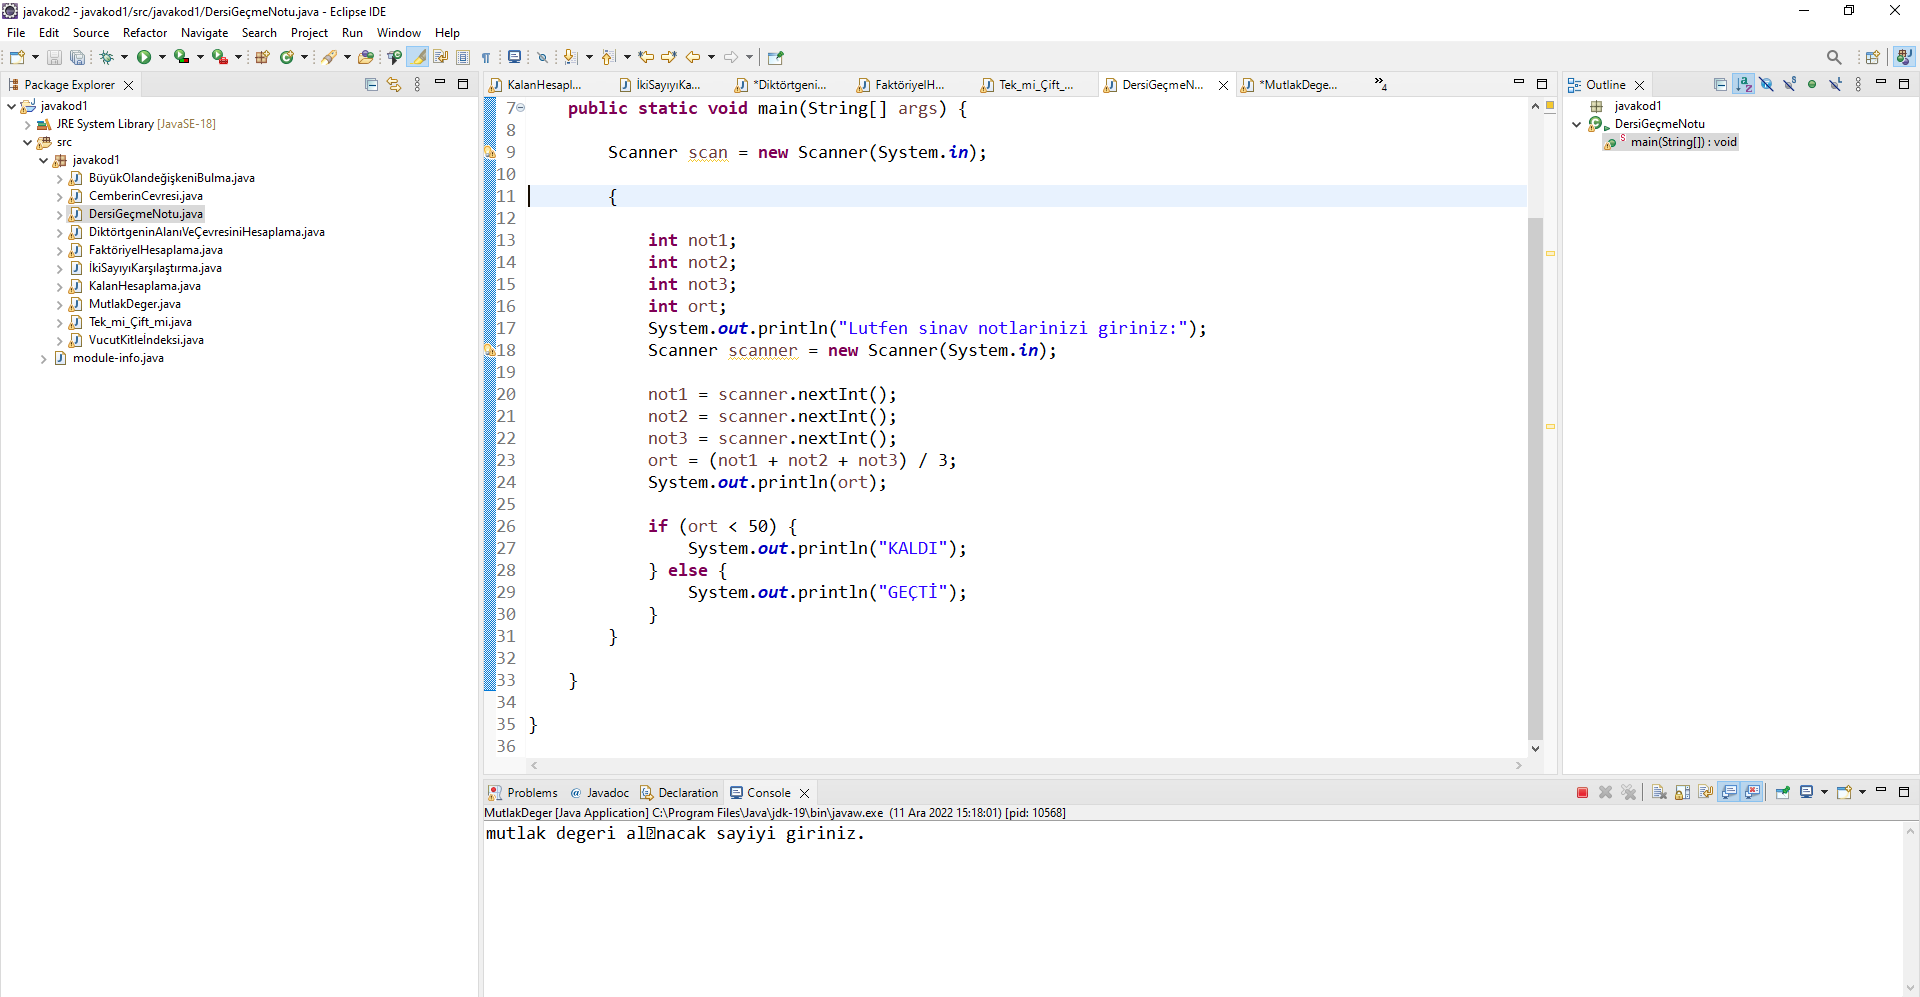 javakod2 - javakod1/src/javakod1/DersiGeçmeNotu.java - Eclipse IDE
File Edit Source Refactor Navigate Search Project Run Window Help
Package Explorer
javakod1
JRE System Library [JavaSE-18]
src
javakod1
BüyükOlandeğişkeniBulma.java
CemberinCevresi.java
DersiGeçmeNotu.java
DiktörtgeninAlanıVeÇevresiniHesaplama.java
FaktöriyelHesaplama.java
İkiSayıyıKarşılaştırma.java
KalanHesaplama.java
MutlakDeger.java
Tek_mi_Çift_mi.java
VucutKitleİndeksi.java
module-info.java
KalanHesapl... İkiSayıyıKa... *Diktörtgeni... FaktöriyelH... Tek_mi_Çift_... DersiGeçmeN... *MutlakDege... »4
7 public static void main(String[] args) {
8
9 Scanner scan = new Scanner(System.in);
10
11 {
12
13 int not1;
14 int not2;
15 int not3;
16 int ort;
17 System.out.println("Lutfen sinav notlarinizi giriniz:");
18 Scanner scanner = new Scanner(System.in);
19
20 not1 = scanner.nextInt();
21 not2 = scanner.nextInt();
22 not3 = scanner.nextInt();
23 ort = (not1 + not2 + not3) / 3;
24 System.out.println(ort);
25
26 if (ort < 50) {
27 System.out.println("KALDI");
28 } else {
29 System.out.println("GEÇTİ");
30 }
31 }
32
33 }
34
35 }
36
Outline
javakod1
DersiGeçmeNotu
main(String[]) : void
Problems @ Javadoc Declaration Console
MutlakDeger [Java Application] C:\Program Files\Java\jdk-19\bin\javaw.exe (11 Ara 2022 15:18:01) [pid: 10568]
mutlak degeri al�nacak sayiyi giriniz.